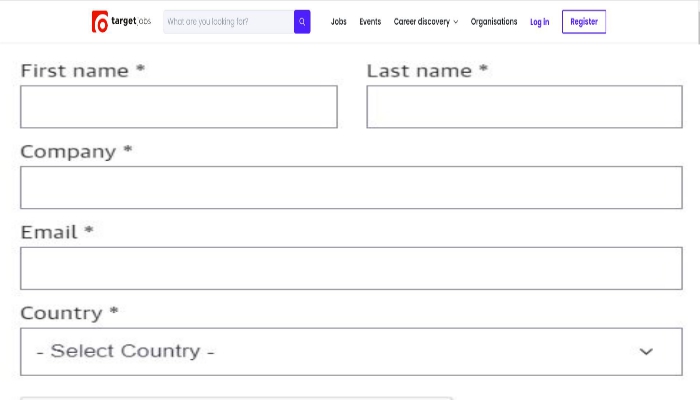 targetjobs What are you looking for? Jobs Events Career discovery Organisations Log in Register
First name * Last name *
Company *
Email *
Country *
- Select Country -